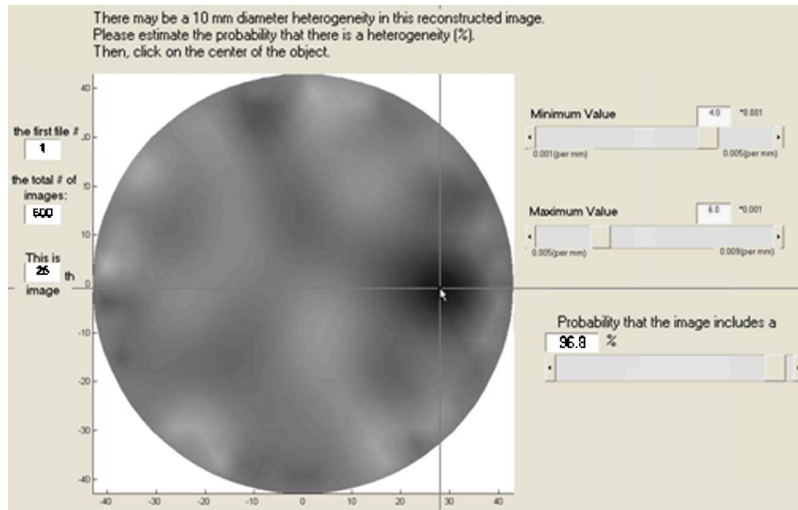 There may be a 10 mm diameter heterogeneity in this reconstructed image.
Please estimate the probability that there is a heterogeneity (%).
Then, click on the center of the object.
the first file #
1
the total # of
images:
600
This is
26 th
image
40
30
20
10
0
-10
-20
-30
-40
-40 -30 -20 -10 0 10 20 30 40
Minimum Value 4.0 *0.001
0.001(per mm) 0.005(per mm)
Maximum Value 6.0 *0.001
0.005(per mm) 0.009(per mm)
Probability that the image includes a
96.8 %